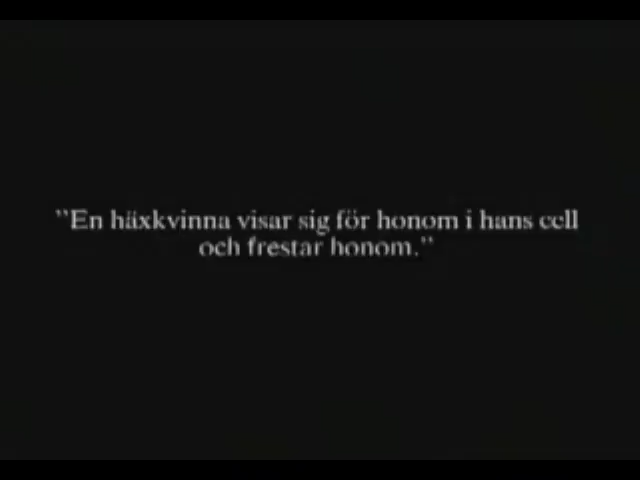 ”En häxkvinna visar sig för honom i hans cell
och frestar honom.”